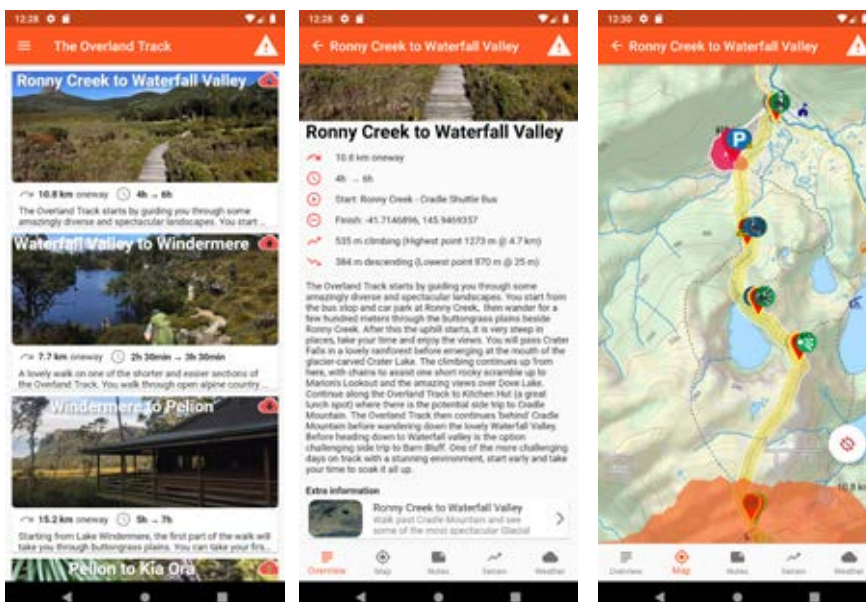 12:28
The Overland Track
Ronny Creek to Waterfall Valley
10.8 km oneway 4h → 6h
The Overland Track starts by guiding you through some
amazingly diverse and spectacular landscapes. You start ...
Waterfall Valley to Windermere
7.7 km oneway 2h 30min → 3h 30min
A lovely walk on one of the shorter and easier sections of
the Overland Track. You walk through open alpine country ...
Windermere to Pelion
15.2 km oneway 5h → 7h
Starting from Lake Windermere, the first part of the walk will
take you through buttongrass plains. You can take your firs...
Pelion to Kia Ora
12:28
Ronny Creek to Waterfall Valley
Ronny Creek to Waterfall Valley
10.8 km oneway
4h → 6h
Start: Ronny Creek - Cradle Shuttle Bus
Finish: -41.7146896, 145.9469357
535 m climbing (Highest point 1273 m @ 4.7 km)
384 m descending (Lowest point 870 m @ 25 m)
The Overland Track starts by guiding you through some
amazingly diverse and spectacular landscapes. You start from
the bus stop and car park at Ronny Creek, then wander for a
few hundred meters through the buttongrass plains beside
Ronny Creek. After this the uphill starts, it is very steep in
places, take your time and enjoy the views. You will pass Crater
Falls in a lovely rainforest before emerging at the mouth of the
glacier-carved Crater Lake. The climbing continues up from
here, with chains to assist one short rocky scramble up to
Marion's Lookout and the amazing views over Dove Lake.
Continue along the Overland Track to Kitchen Hut (a great
lunch spot) where there is the potential side trip to Cradle
Mountain. The Overland Track then continues 'behind' Cradle
Mountain before wandering down the lovely Waterfall Valley.
Before heading down to Waterfall valley is the option
challenging side trip to Barn Bluff. One of the more challenging
days on track with a stunning environment, start early and take
your time to soak it all up.
Extra information
Ronny Creek to Waterfall Valley
Walk past Cradle Mountain and see
some of the most spectacular Glacial
Overview Map Notes Terrain Weather
12:30
Ronny Creek to Waterfall Valley
P
10.8 km
Overview Map Notes Terrain Weather